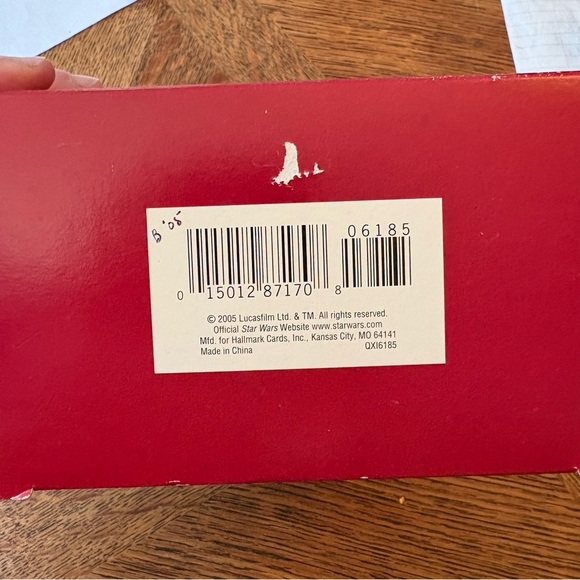 B '05
06185
0 15012 87170 8
© 2005 Lucasfilm Ltd. & TM. All rights reserved.
Official Star Wars Website www.starwars.com
Mfd. for Hallmark Cards, Inc., Kansas City, MO 64141
Made in China QXI6185